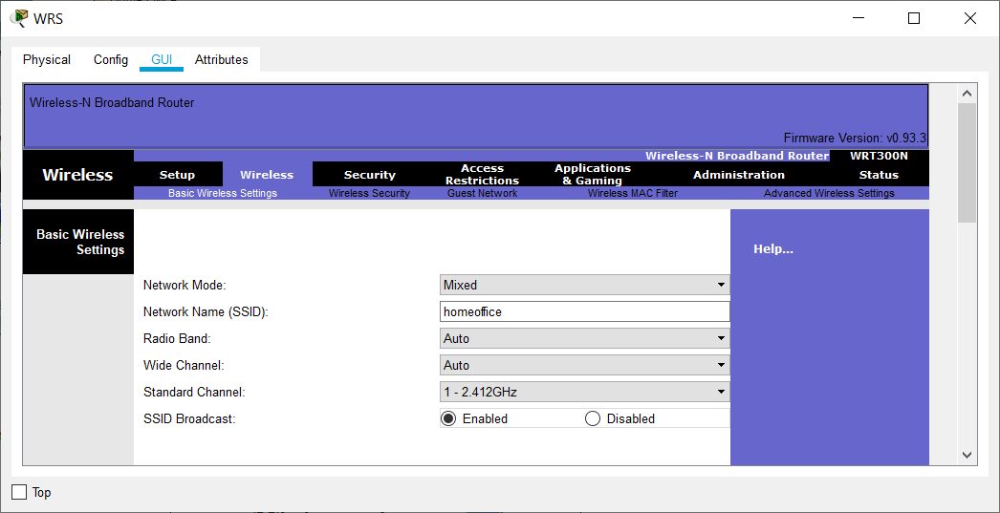 WRS
Physical Config GUI Attributes
Wireless-N Broadband Router
Firmware Version: v0.93.3
Wireless-N Broadband Router WRT300N
Wireless
Setup Wireless Security Access Restrictions Applications & Gaming Administration Status
Basic Wireless Settings Wireless Security Guest Network Wireless MAC Filter Advanced Wireless Settings
Basic Wireless
Settings
Help...
Network Mode: Mixed
Network Name (SSID): homeoffice
Radio Band: Auto
Wide Channel: Auto
Standard Channel: 1 - 2.412GHz
SSID Broadcast: Enabled Disabled
Top